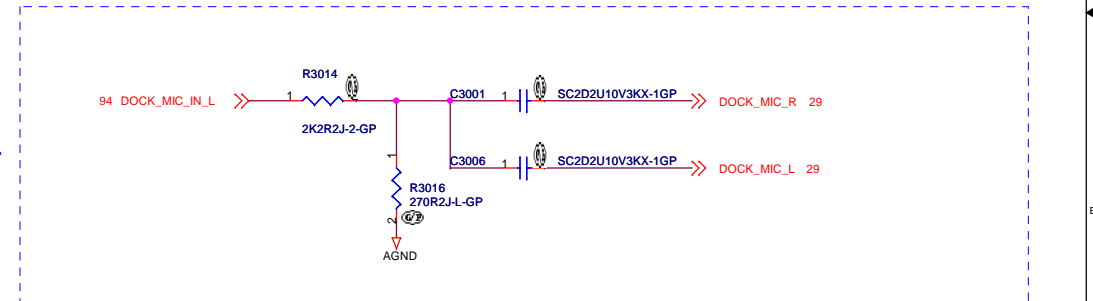 R3014
94 DOCK_MIC_IN_L
1
2K2R2J-2-GP
C3001
1
SC2D2U10V3KX-1GP
DOCK_MIC_R 29
C3006
1
SC2D2U10V3KX-1GP
DOCK_MIC_L 29
1
R3016
270R2J-L-GP
2
G/P
AGND